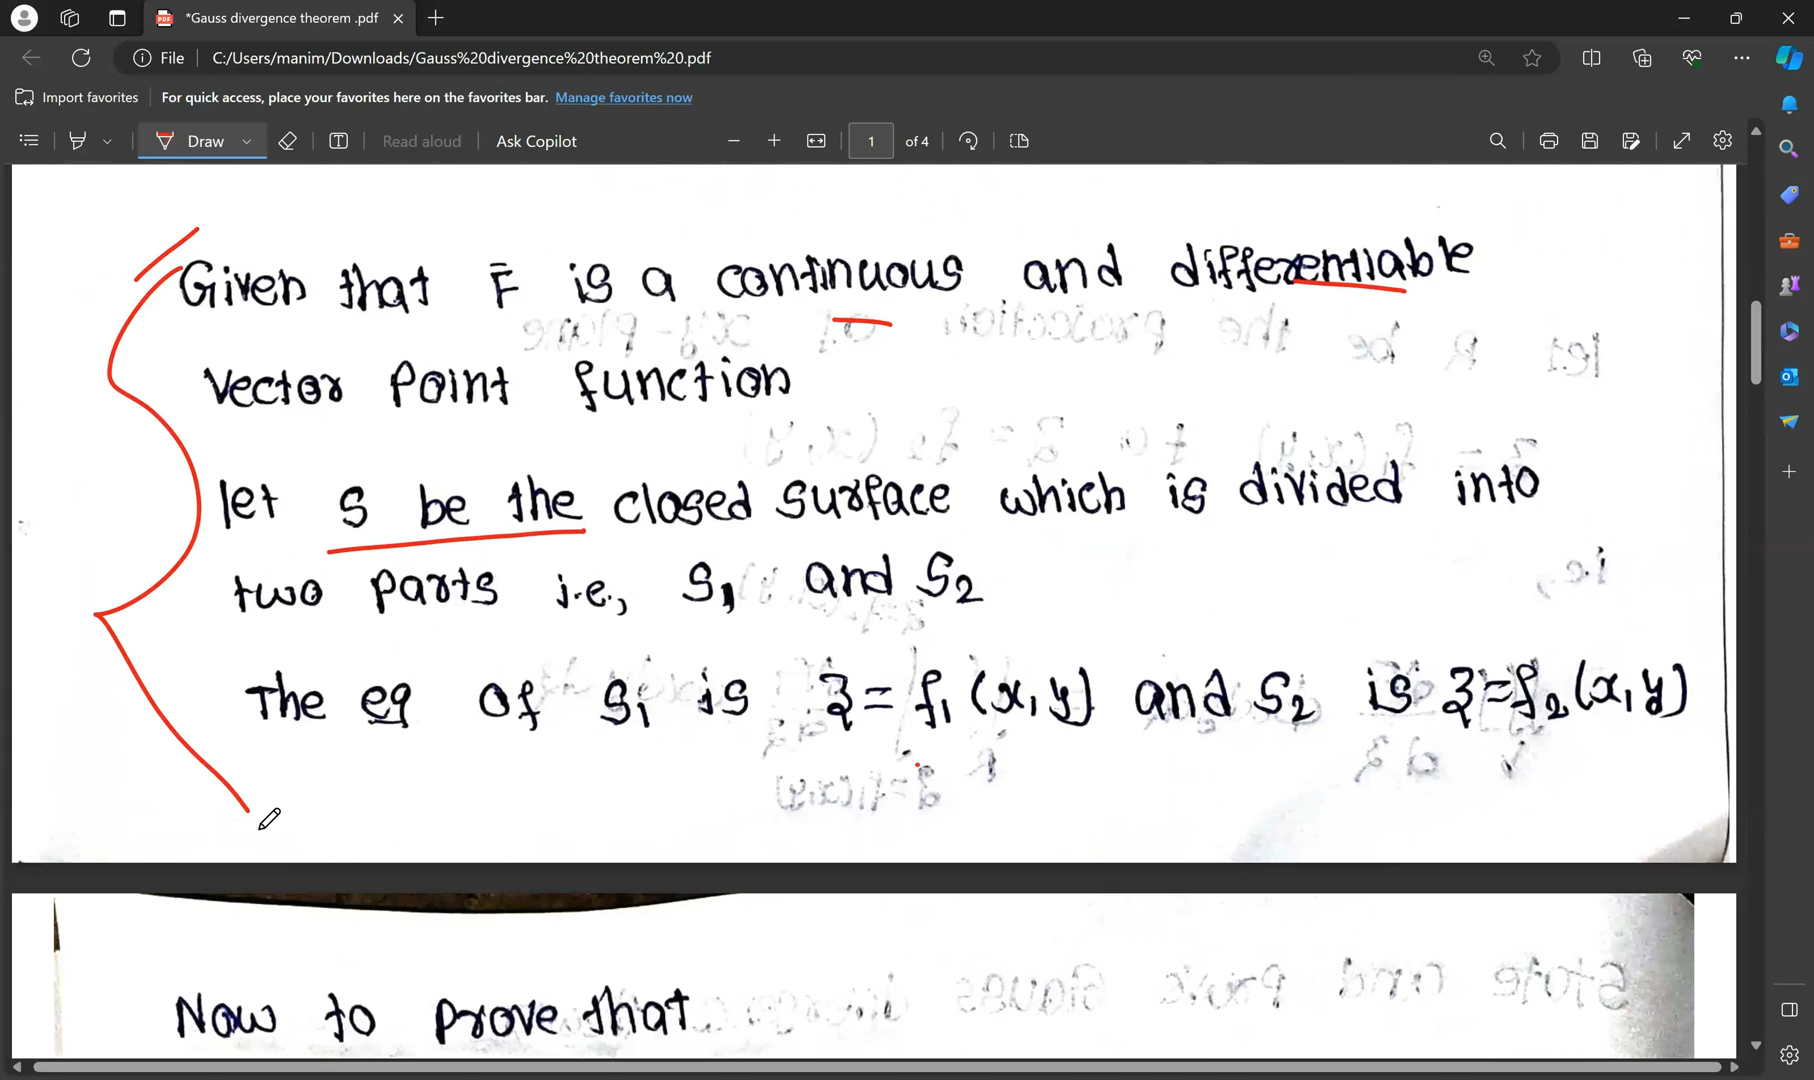 *Gauss divergence theorem .pdf
File C:/Users/manim/Downloads/Gauss%20divergence%20theorem%20.pdf
Import favorites For quick access, place your favorites here on the favorites bar. Manage favorites now
Draw Read aloud Ask Copilot 1 of 4
Given that F̄ is a continuous and differentiable
vector point function
let S be the closed surface which is divided into
two parts i.e., S₁ and S₂
The eq of S₁ is z = f₁ (x, y) and S₂ is z = f₂ (x, y)
Now to prove that